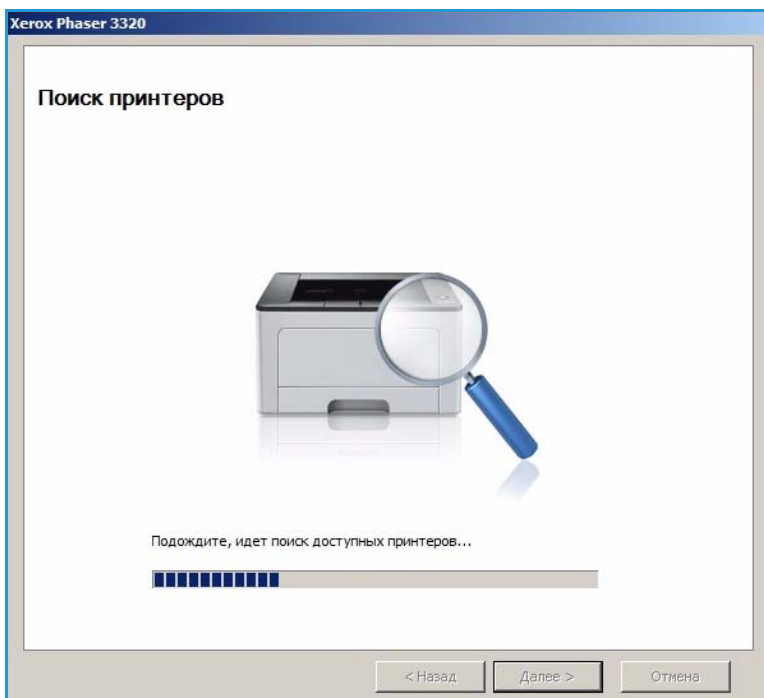 Xerox Phaser 3320
Поиск принтеров
Подождите, идет поиск доступных принтеров...
< Назад
Далее >
Отмена